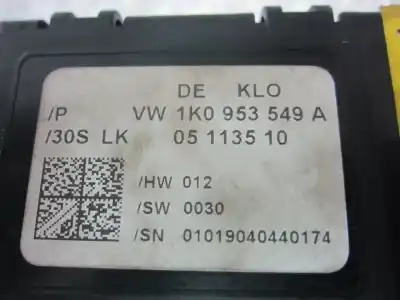 DE KLO
/P VW 1K0 953 549 A
/30S LK 05 1135 10
/HW 012
/SW 0030
/SN 01019040440174